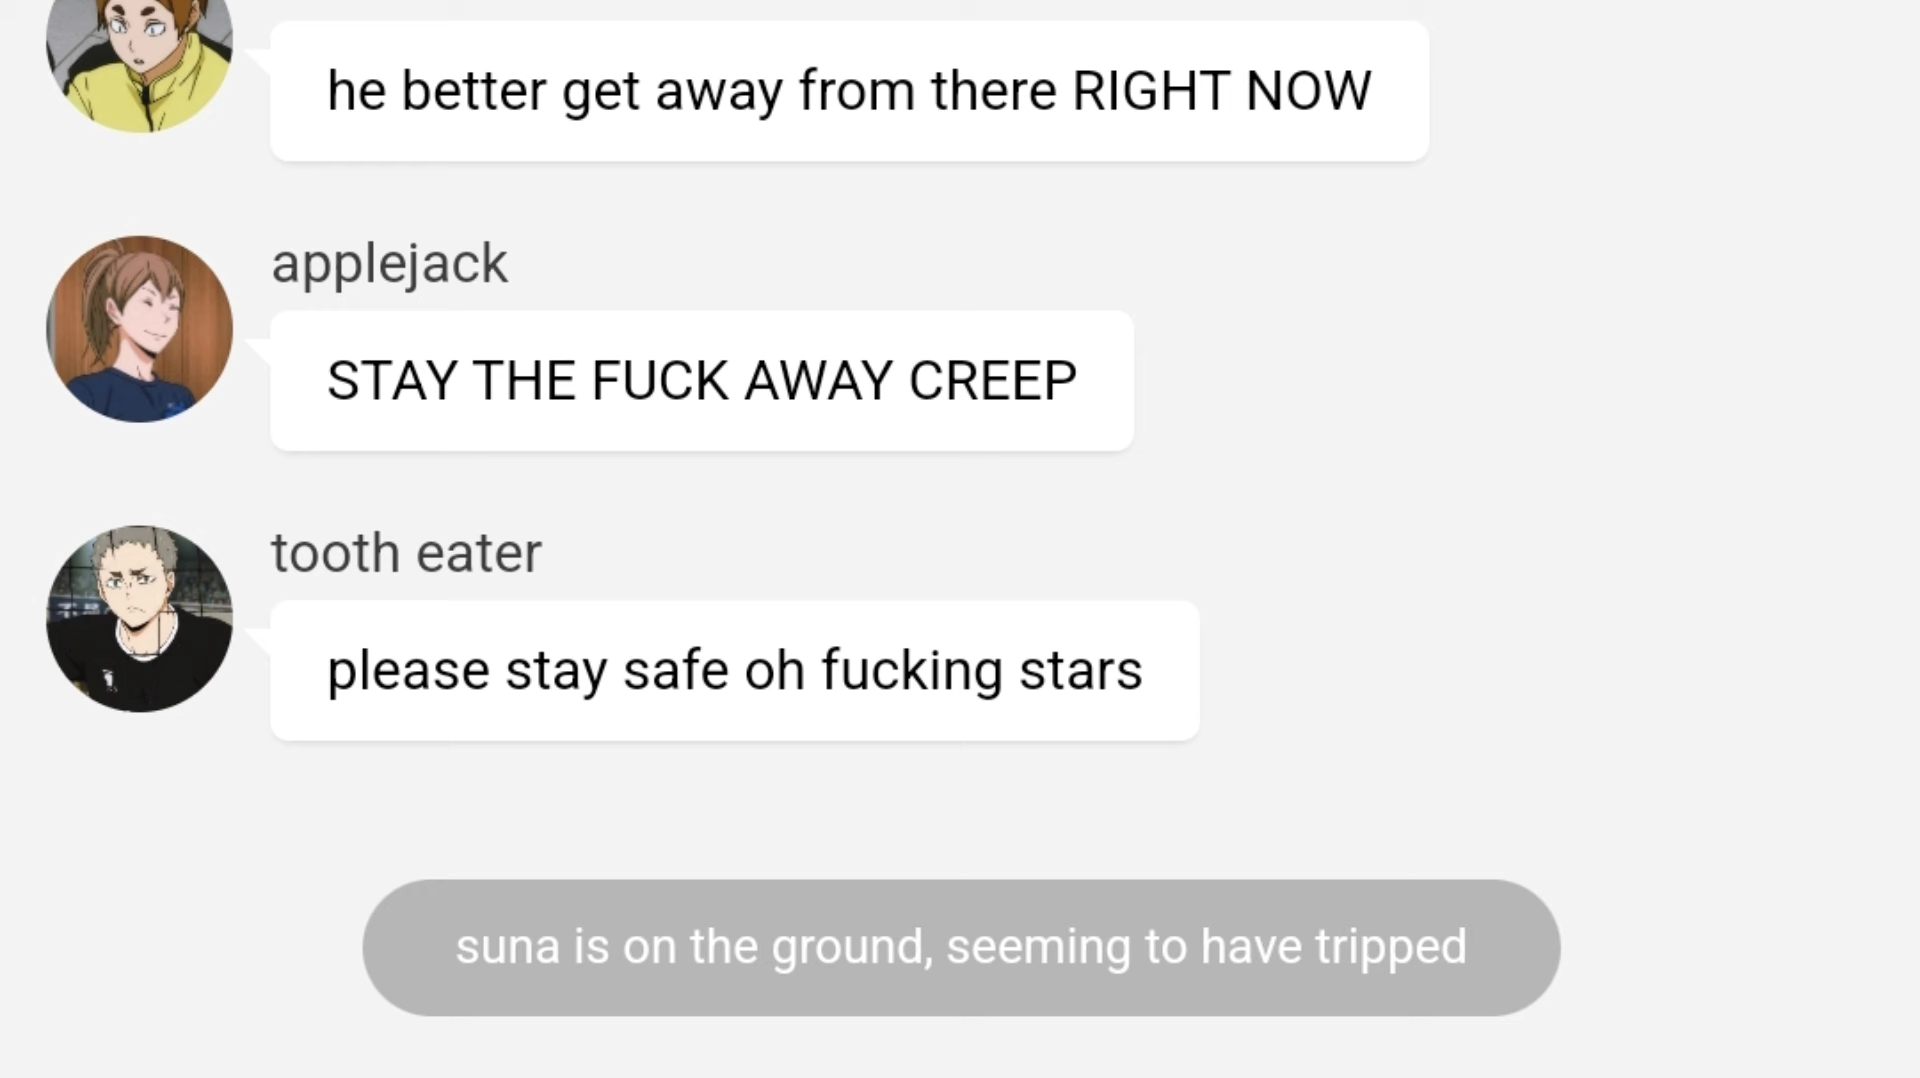 he better get away from there RIGHT NOW
applejack
STAY THE FUCK AWAY CREEP
tooth eater
please stay safe oh fucking stars
suna is on the ground, seeming to have tripped